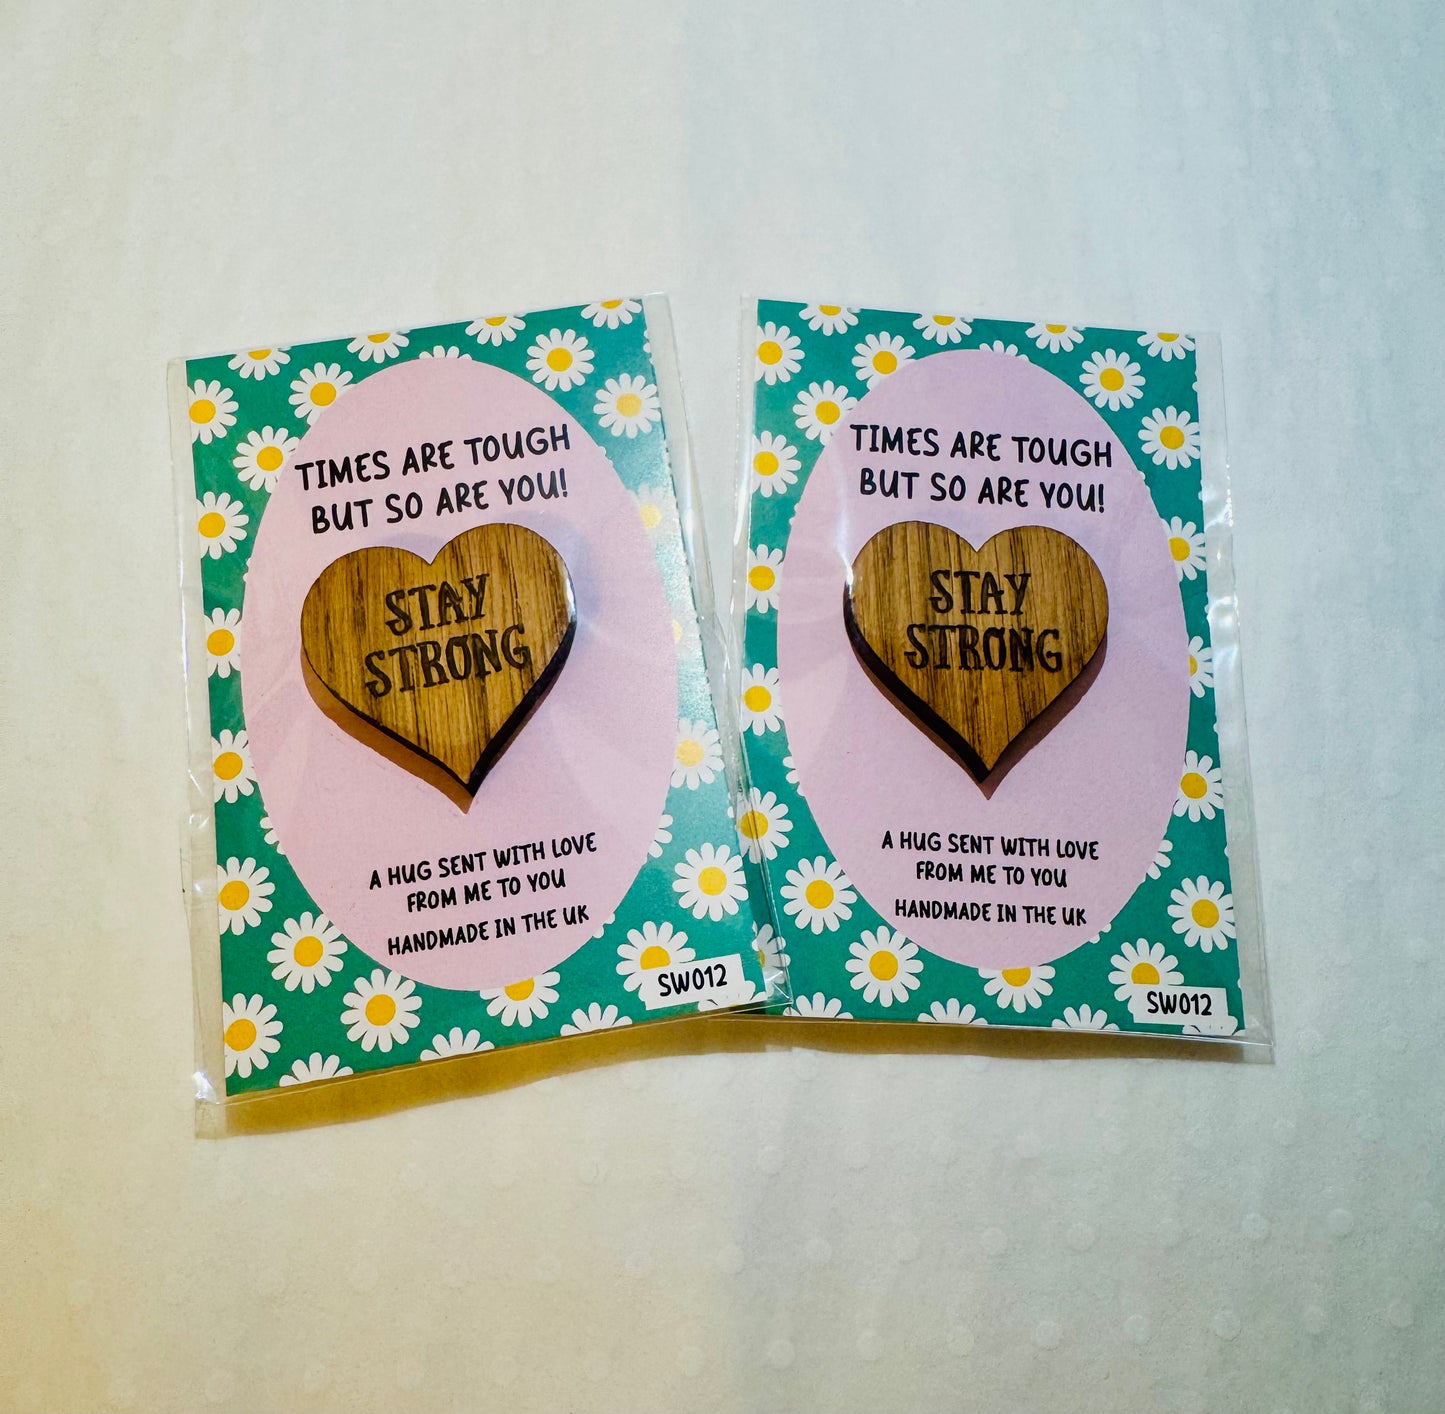 TIMES ARE TOUGH
BUT SO ARE YOU!
STAY
STRONG
A HUG SENT WITH LOVE
FROM ME TO YOU
HANDMADE IN THE UK
SW012
TIMES ARE TOUGH
BUT SO ARE YOU!
STAY
STRONG
A HUG SENT WITH LOVE
FROM ME TO YOU
HANDMADE IN THE UK
SW012